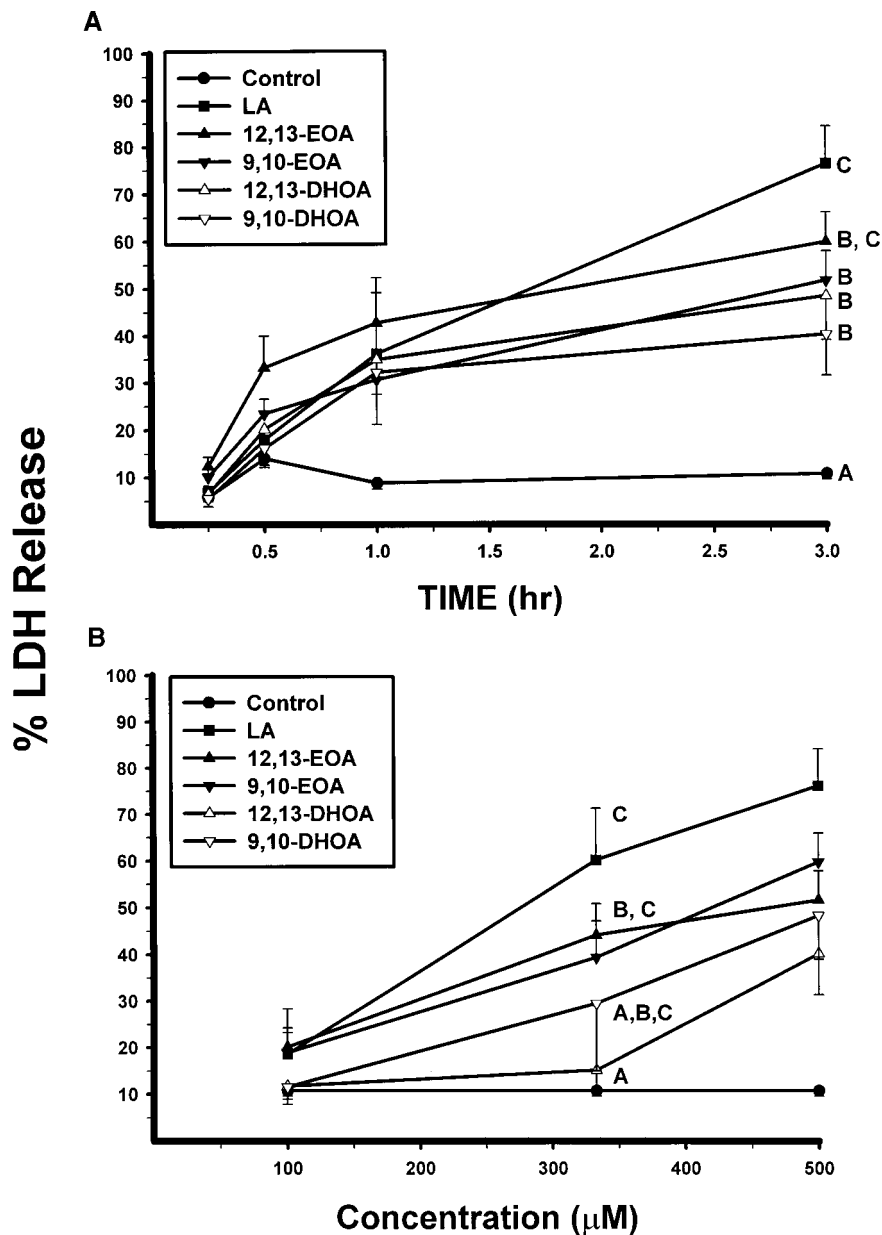 A
% LDH Release
100
90
80
70
60
50
40
30
20
10
Control
LA
12,13-EOA
9,10-EOA
12,13-DHOA
9,10-DHOA
C
B, C
B
B
B
A
0.5 1.0 1.5 2.0 2.5 3.0
TIME (hr)
B
100
90
80
70
60
50
40
30
20
10
Control
LA
12,13-EOA
9,10-EOA
12,13-DHOA
9,10-DHOA
C
B, C
A,B,C
A
100 200 300 400 500
Concentration (μM)